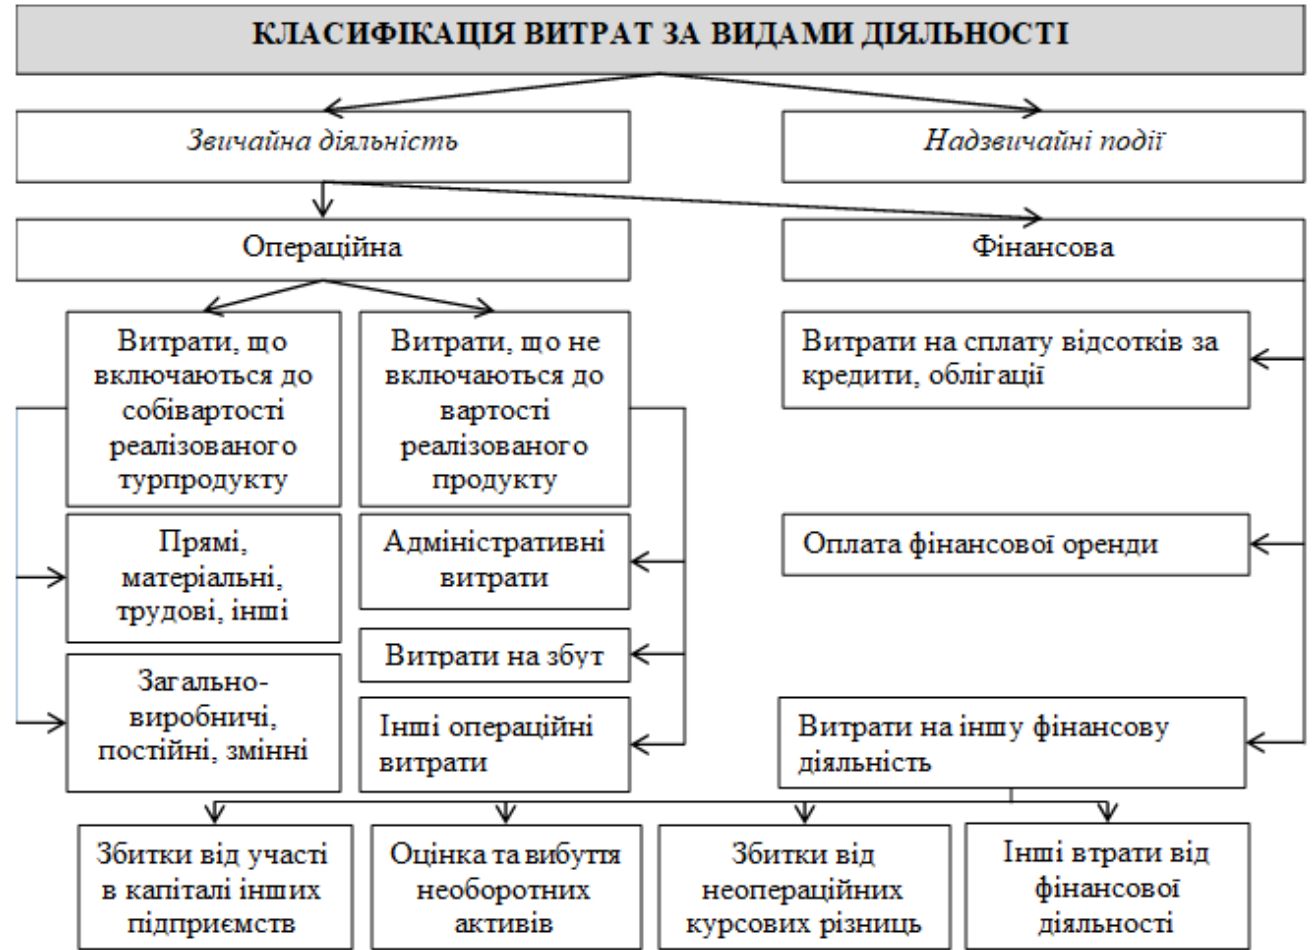 КЛАСИФІКАЦІЯ ВИТРАТ ЗА ВИДАМИ ДІЯЛЬНОСТІ
Звичайна діяльність
Надзвичайні події
Операційна
Фінансова
Витрати, що
включаються до
собівартості
реалізованого
турпродукту
Витрати, що не
включаються до
вартості
реалізованого
продукту
Витрати на сплату відсотків за
кредити, облігації
Прямі,
матеріальні,
трудові, інші
Адміністративні
витрати
Оплата фінансової оренди
Витрати на збут
Загально-
виробничі,
постійні, змінні
Інші операційні
витрати
Витрати на іншу фінансову
діяльність
Збитки від участі
в капіталі інших
підприємств
Оцінка та вибуття
необоротних
активів
Збитки від
неопераційних
курсових різниць
Інші втрати від
фінансової
діяльності